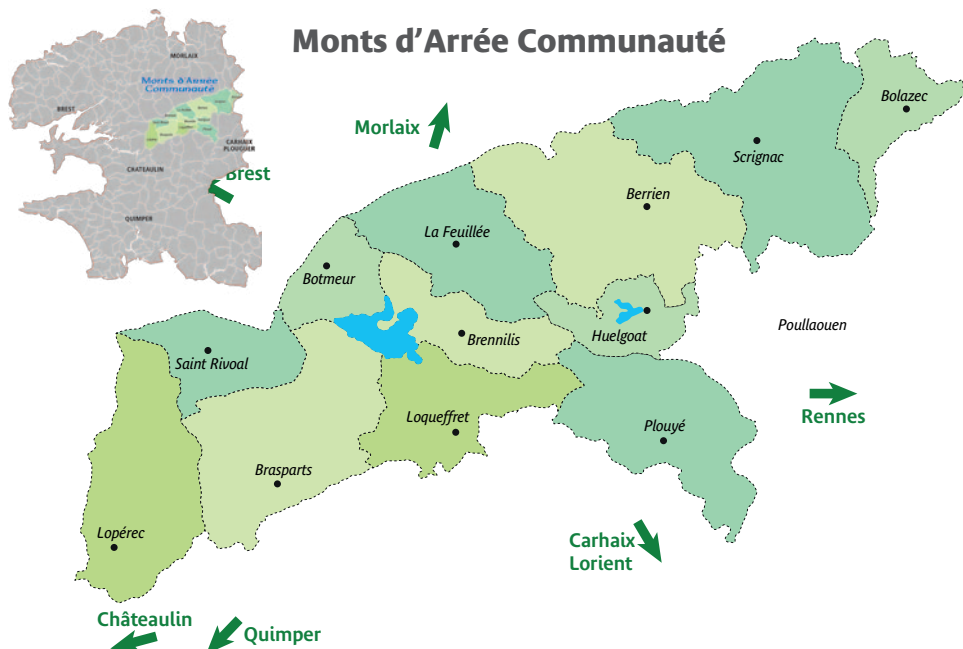 Monts d'Arrée Communauté
MORLAIX
Monts d'Arrée
Communauté
BREST
CARHAIX
PLOUGUER
CHATEAULIN
QUIMPER
Brest
Morlaix
Bolazec
Scrignac
Berrien
La Feuillée
Botmeur
Huelgoat
Poullaouen
Brennilis
Saint Rivoal
Rennes
Loqueffret
Plouyé
Brasparts
Lopérec
Carhaix
Lorient
Châteaulin
Quimper